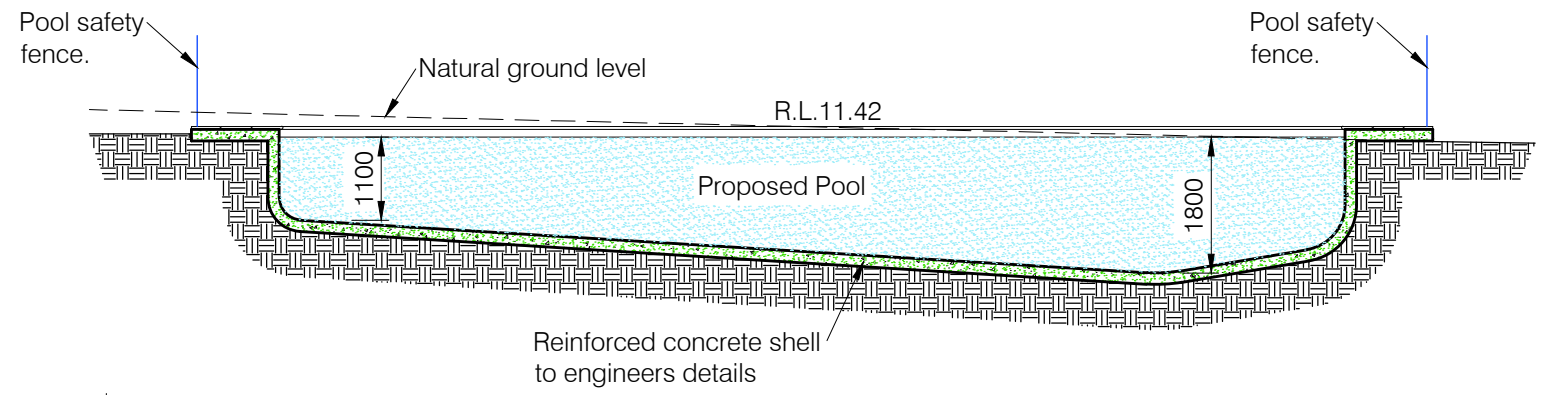 Pool safety
fence.
Natural ground level
R.L.11.42
Pool safety
fence.
1100
Proposed Pool
1800
Reinforced concrete shell
to engineers details